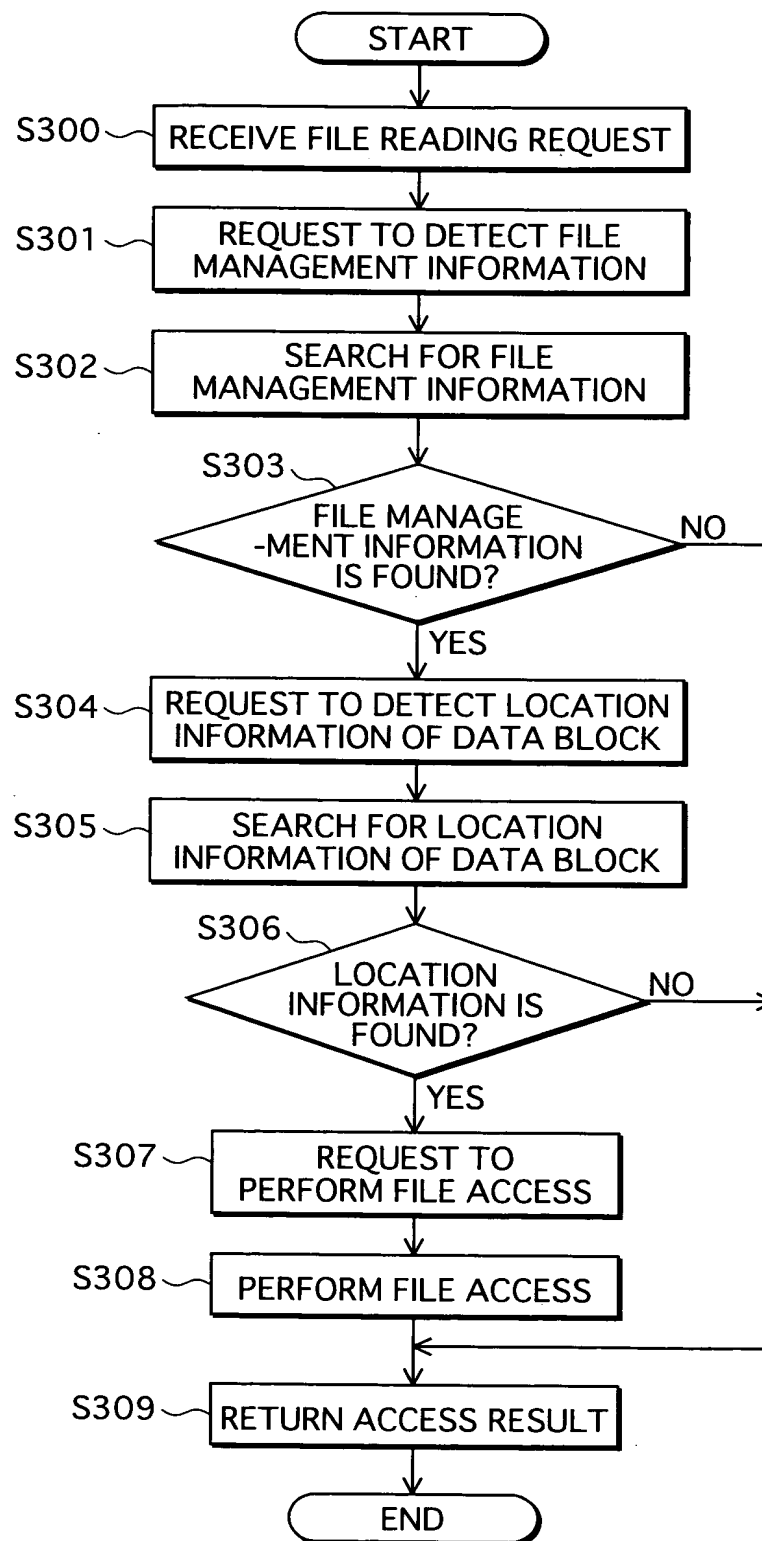 START
S300
RECEIVE FILE READING REQUEST
S301
REQUEST TO DETECT FILE
MANAGEMENT INFORMATION
S302
SEARCH FOR FILE
MANAGEMENT INFORMATION
S303
FILE MANAGE
-MENT INFORMATION
IS FOUND?
NO
YES
S304
REQUEST TO DETECT LOCATION
INFORMATION OF DATA BLOCK
S305
SEARCH FOR LOCATION
INFORMATION OF DATA BLOCK
S306
LOCATION
INFORMATION IS
FOUND?
NO
YES
S307
REQUEST TO
PERFORM FILE ACCESS
S308
PERFORM FILE ACCESS
S309
RETURN ACCESS RESULT
END